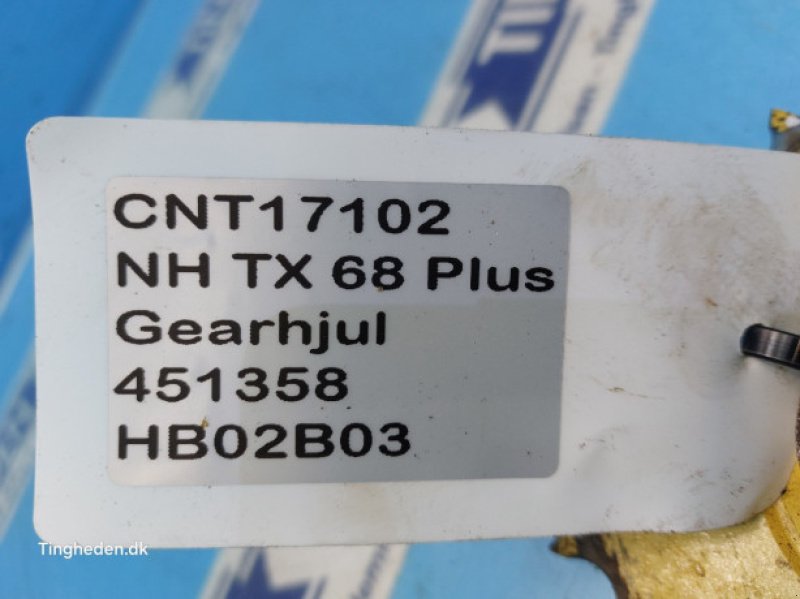 CNT17102
NH TX 68 Plus
Gearhjul
451358
HB02B03
Tingheden.dk